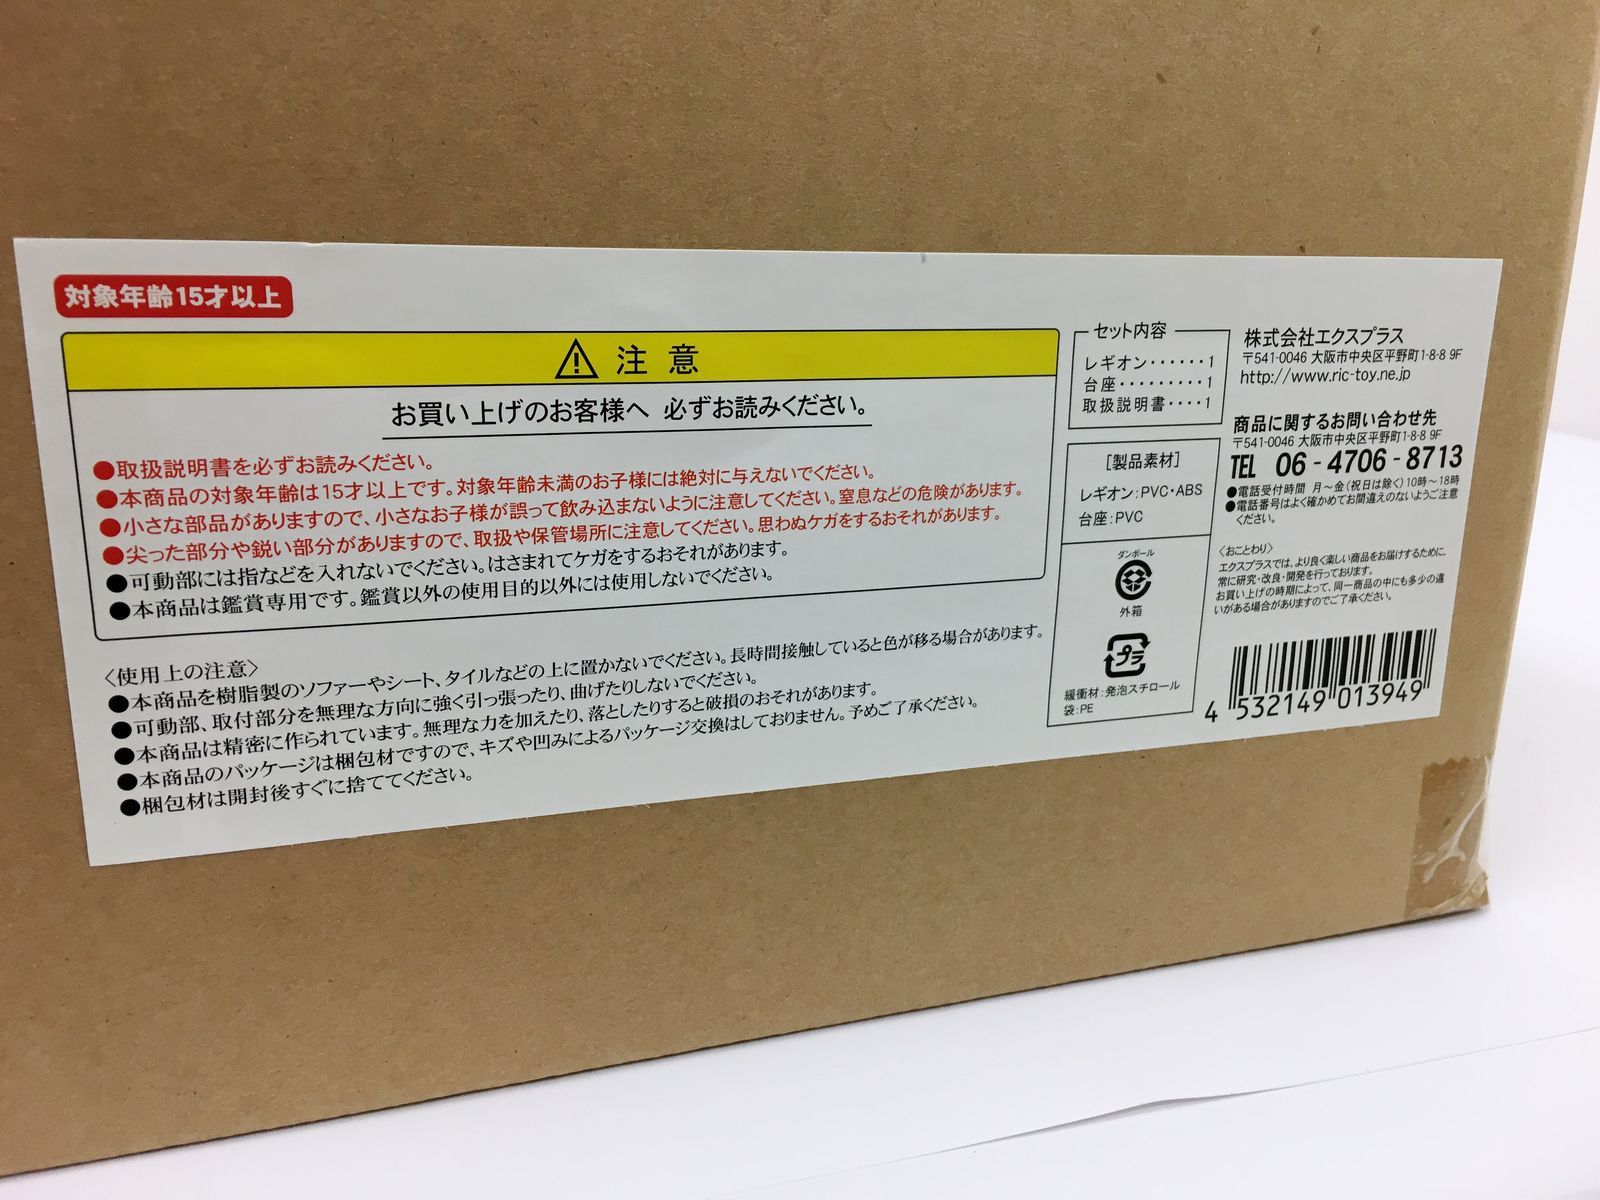 対象年齢15才以上
注 意
お買い上げのお客様へ 必ずお読みください。
●取扱説明書を必ずお読みください。
●本商品の対象年齢は15才以上です。対象年齢未満のお子様には絶対に与えないでください。
●小さな部品がありますので、小さなお子様が誤って飲み込まないように注意してください。窒息などの危険があります。
●尖った部分や鋭い部分がありますので、取扱や保管場所に注意してください。思わぬケガをするおそれがあります。
●可動部には指などを入れないでください。はさまれてケガをするおそれがあります。
●本商品は鑑賞専用です。鑑賞以外の使用目的以外には使用しないでください。
〈使用上の注意〉
●本商品を樹脂製のソファーやシート、タイルなどの上に置かないでください。長時間接触していると色が移る場合があります。
●可動部、取付部分を無理な方向に強く引っ張ったり、曲げたりしないでください。
●本商品は精密に作られています。無理な力を加えたり、落としたりすると破損のおそれがあります。
●本商品のパッケージは梱包材ですので、キズや凹みによるパッケージ交換はしておりません。予めご了承ください。
●梱包材は開封後すぐに捨ててください。
セット内容
レギオン······1
台座·········1
取扱説明書····1
［製品素材］
レギオン：PVC・ABS
台座：PVC
ダンボール
外箱
プラ
緩衝材：発泡スチロール
袋：PE
株式会社エクスプラス
〒541-0046 大阪市中央区平野町1-8-8 9F
http://www.ric-toy.ne.jp
商品に関するお問い合わせ先
〒541-0046 大阪市中央区平野町1-8-8 9F
TEL 06-4706-8713
●電話受付時間 月～金（祝日は除く）10時～18時
●電話番号はよく確かめてお間違えのないようご注意
ください。
〈おことわり〉
エクスプラスでは、より良く楽しい商品をお届けするために、
常に研究・改良・開発を行っております。
お買い上げの時期によって、同一商品の中にも多少の違
いがある場合がありますのでご了承ください。
4 532149 013949